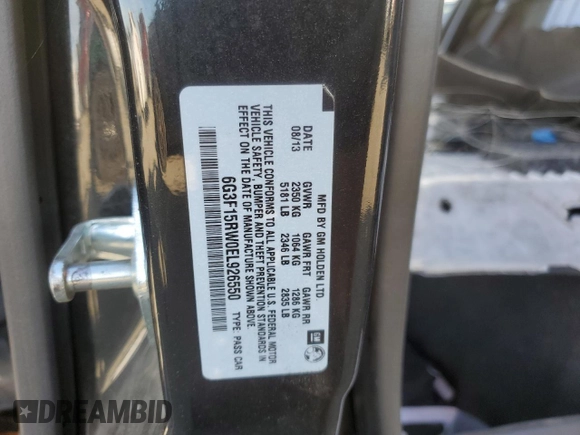 MFD BY GM HOLDEN LTD.
DATE GVWR GAWR FRT GAWR RR
08/13 2350 KG 1064 KG 1286 KG
5181 LB 2346 LB 2835 LB
THIS VEHICLE CONFORMS TO ALL APPLICABLE U.S. FEDERAL MOTOR
VEHICLE SAFETY, BUMPER AND THEFT PREVENTION STANDARDS IN
EFFECT ON THE DATE OF MANUFACTURE SHOWN ABOVE.
6G3F15RW0EL926550 TYPE: PASS CAR
GM
DREAMBID